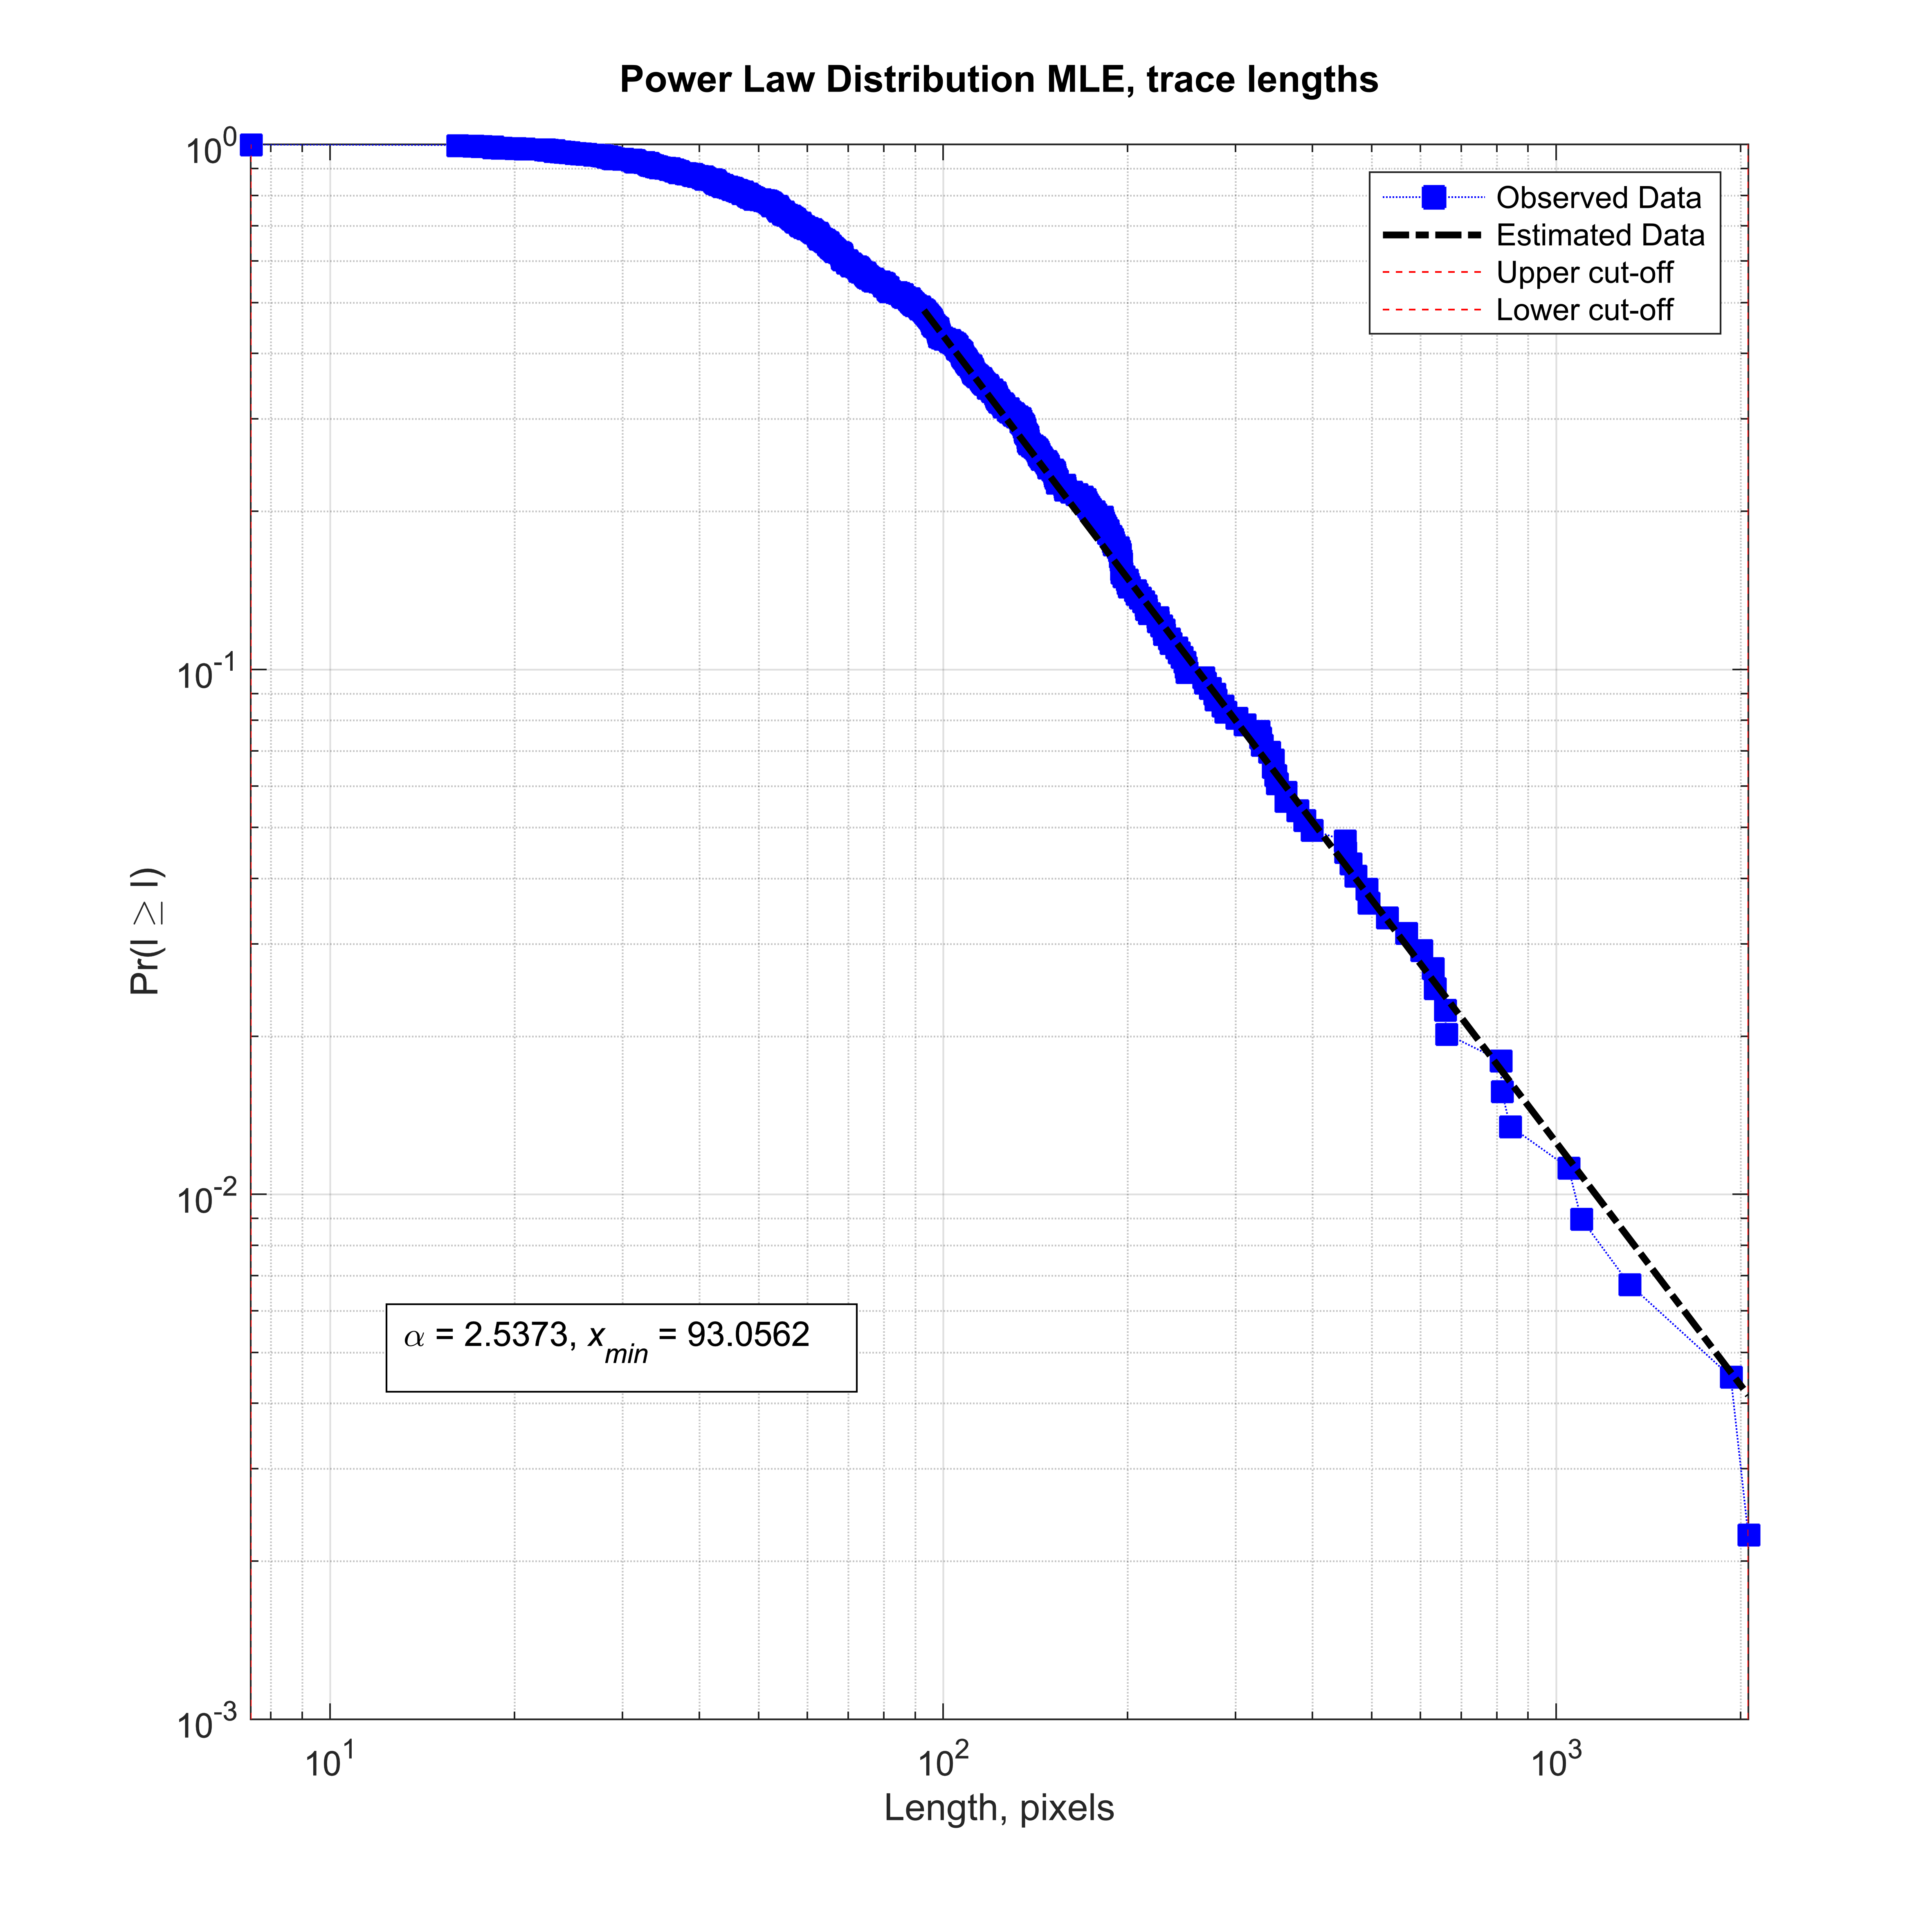 Power Law Distribution MLE, trace lengths
10^0
10^-1
10^-2
10^-3
Pr(l ≥ l)
Observed Data
Estimated Data
Upper cut-off
Lower cut-off
α = 2.5373, x_min = 93.0562
10^1
10^2
10^3
Length, pixels